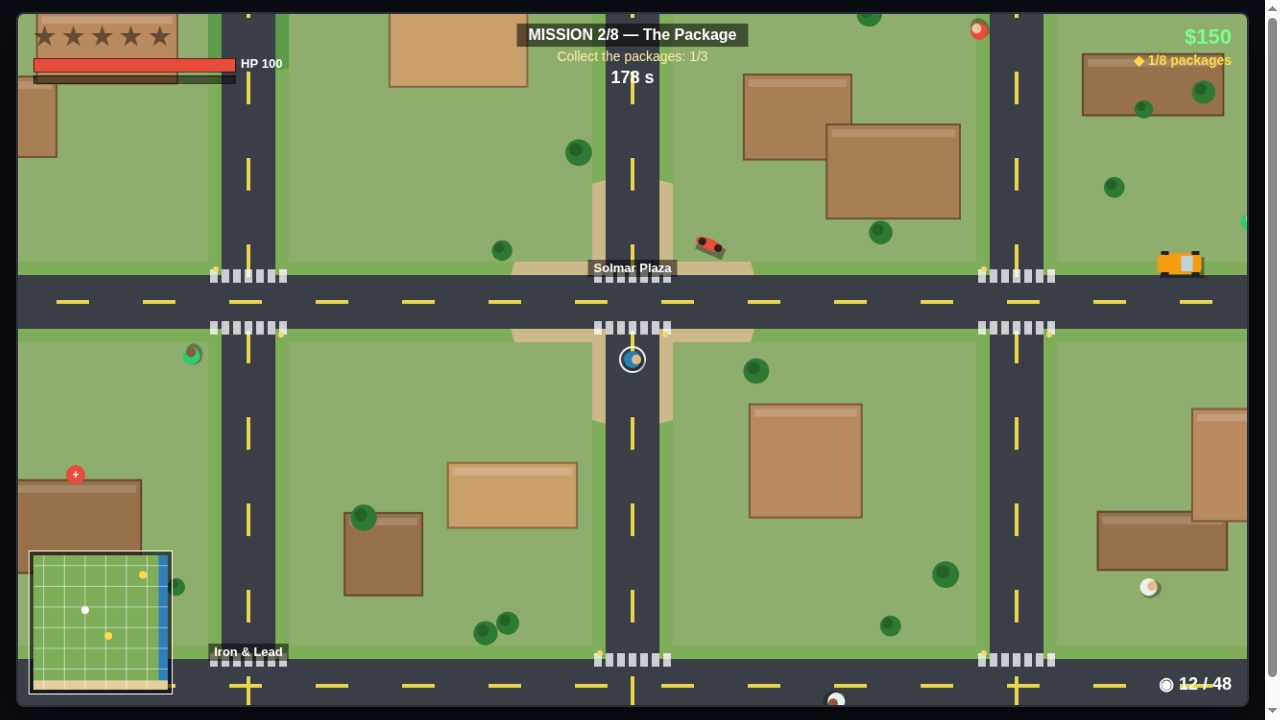 ★★★★★
HP 100
MISSION 2/8 — The Package
Collect the packages: 1/3
178 s
$150
◆ 1/8 packages
Solmar Plaza
+
Iron & Lead
◉ 12 / 48